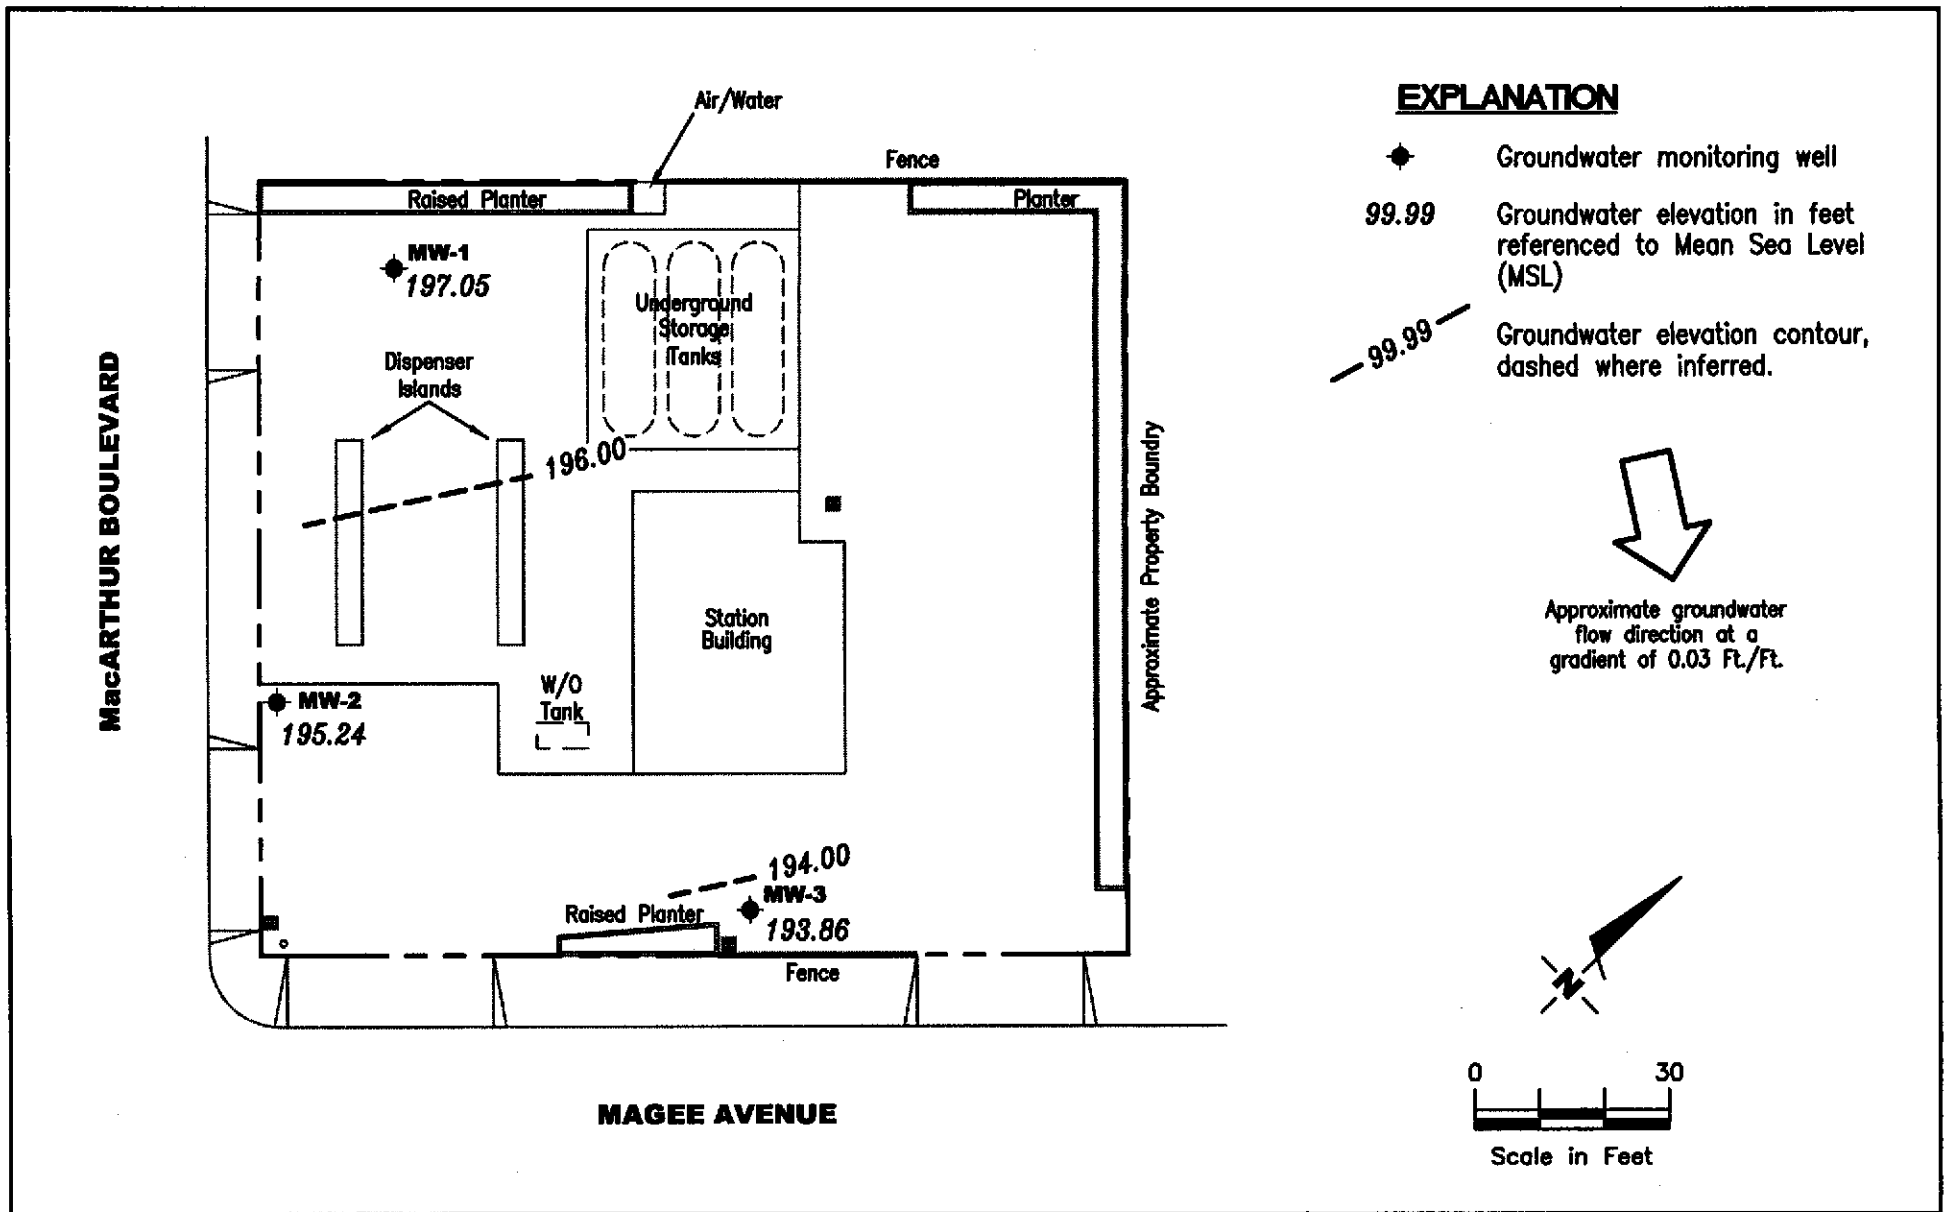 Air/Water
Fence
Raised Planter
Planter
MW-1
197.05
Underground
Storage
Tanks
Dispenser
Islands
196.00
MacARTHUR BOULEVARD
Approximate Property Boundry
Station
Building
W/O
Tank
MW-2
195.24
194.00
MW-3
193.86
Raised Planter
Fence
MAGEE AVENUE
EXPLANATION
Groundwater monitoring well
99.99
Groundwater elevation in feet
referenced to Mean Sea Level
(MSL)
99.99
Groundwater elevation contour,
dashed where inferred.
Approximate groundwater
flow direction at a
gradient of 0.03 Ft./Ft.
N
0 30
Scale in Feet